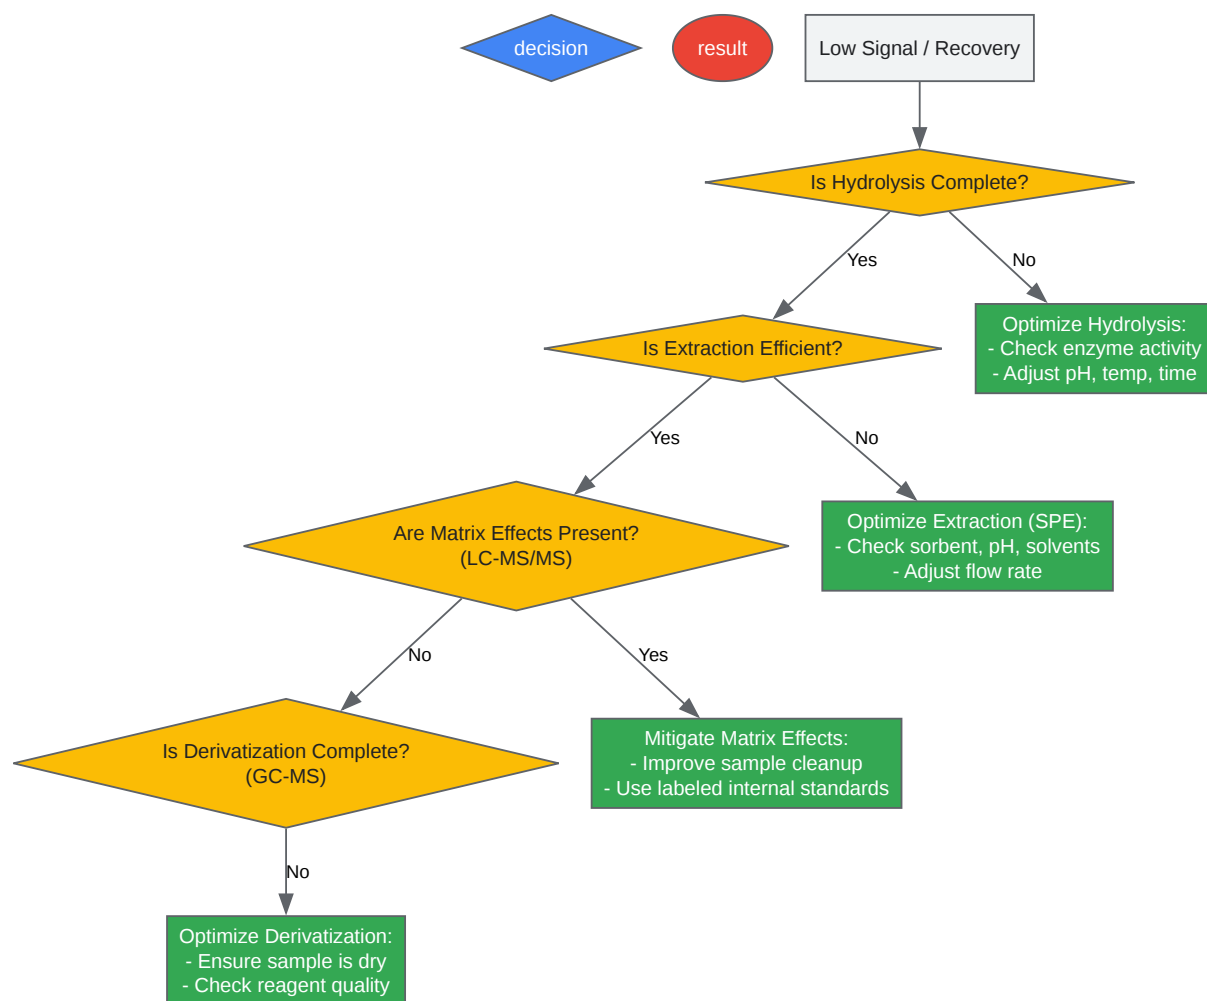 decision
result
Low Signal / Recovery
Is Hydrolysis Complete?
Yes
No
Optimize Hydrolysis:
- Check enzyme activity
- Adjust pH, temp, time
Is Extraction Efficient?
Yes
No
Optimize Extraction (SPE):
- Check sorbent, pH, solvents
- Adjust flow rate
Are Matrix Effects Present?
(LC-MS/MS)
No
Yes
Mitigate Matrix Effects:
- Improve sample cleanup
- Use labeled internal standards
Is Derivatization Complete?
(GC-MS)
No
Optimize Derivatization:
- Ensure sample is dry
- Check reagent quality